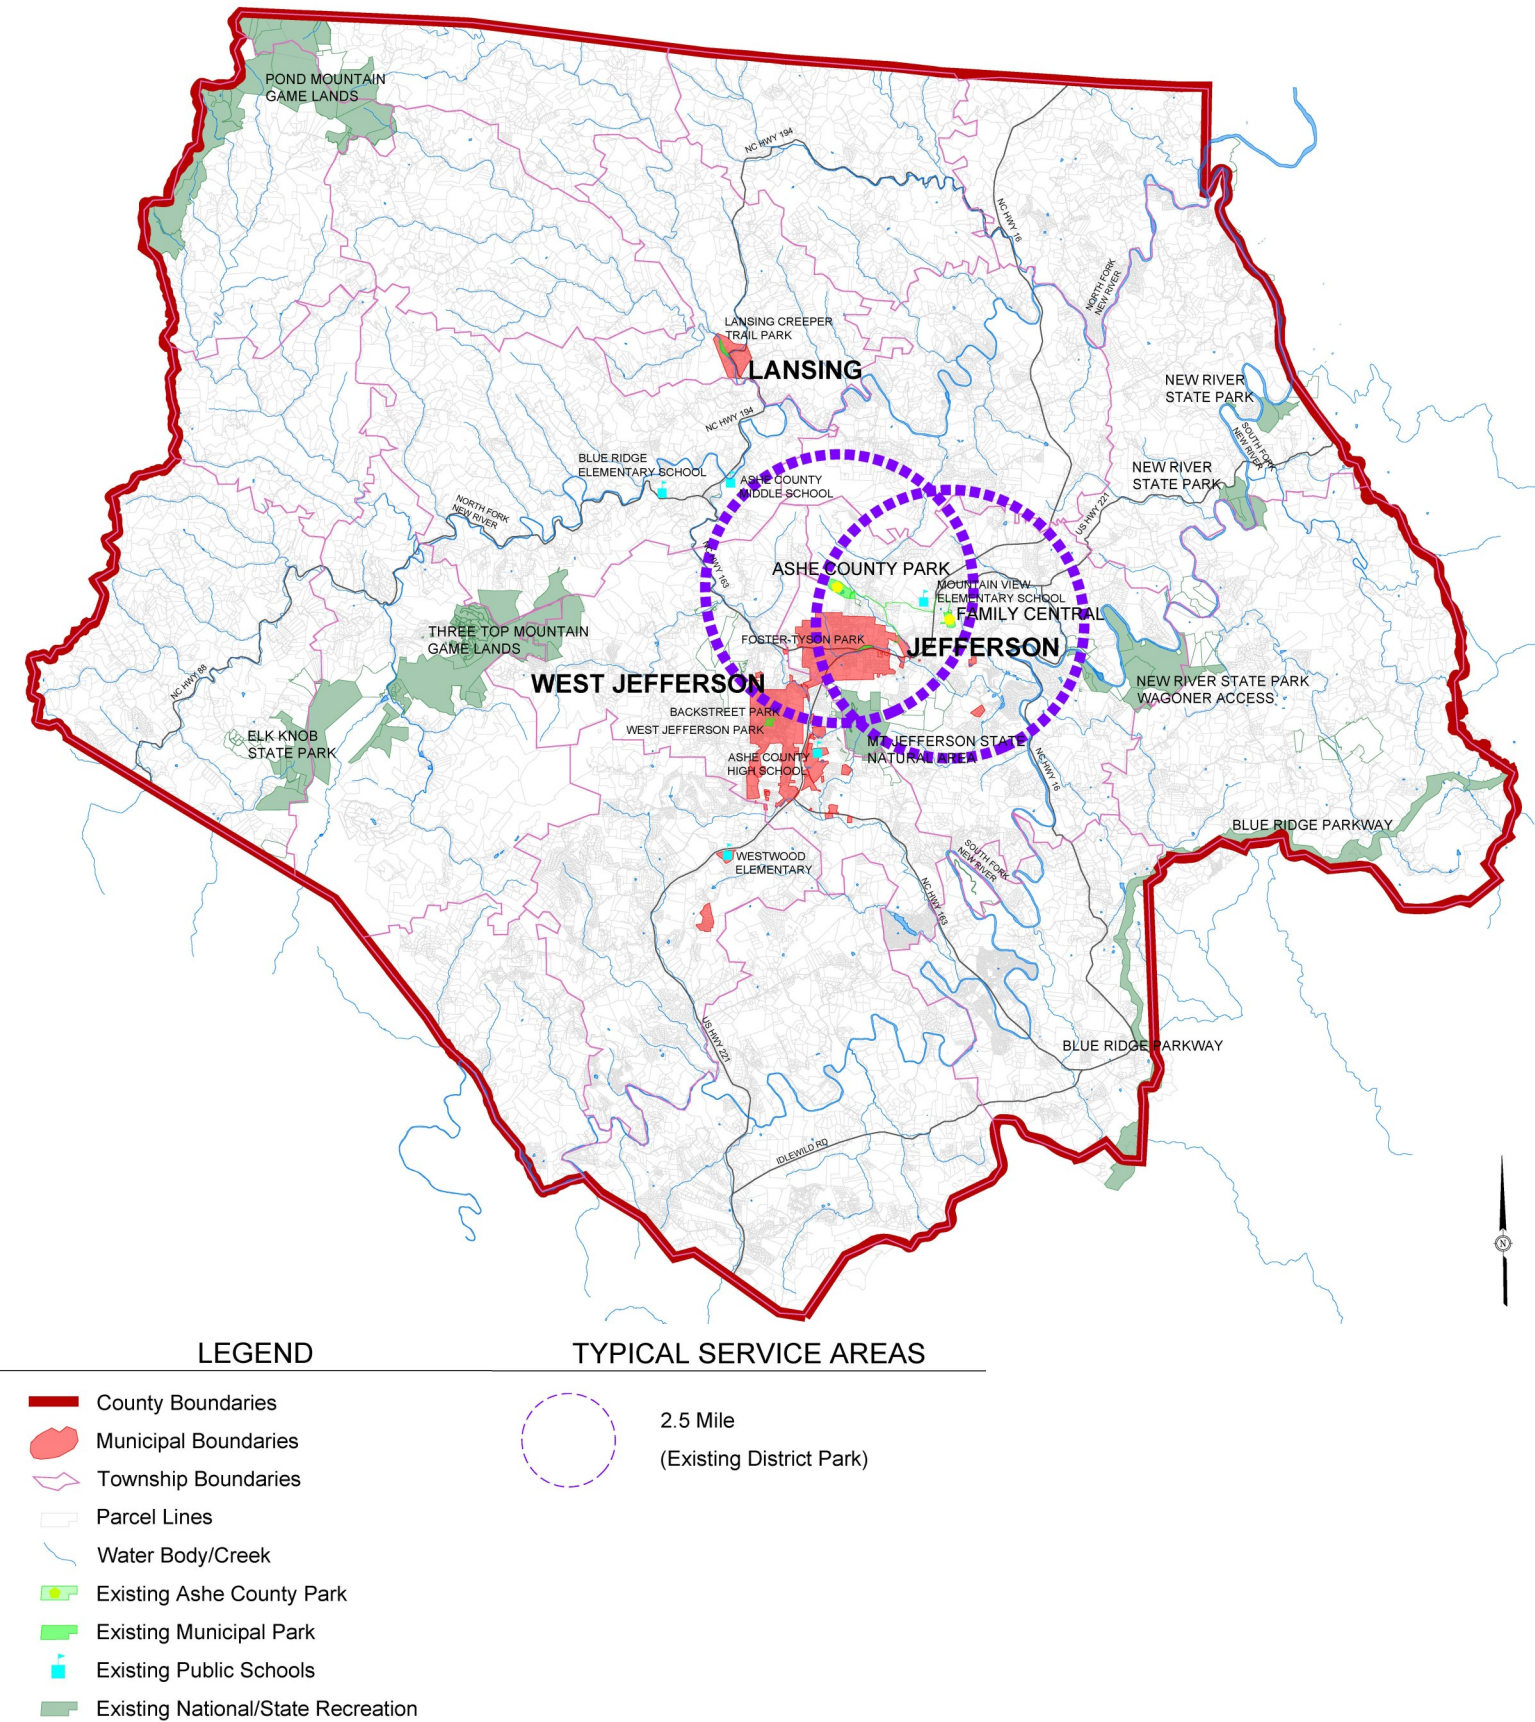 POND MOUNTAIN
GAME LANDS
NC HWY 194
NC HWY 16
NORTH FORK
NEW RIVER
LANSING CREEPER
TRAIL PARK
LANSING
NEW RIVER
STATE PARK
NC HWY 194
SOUTH FORK
NEW RIVER
BLUE RIDGE
ELEMENTARY SCHOOL
ASHE COUNTY
MIDDLE SCHOOL
NEW RIVER
STATE PARK
NORTH FORK
NEW RIVER
US HWY 221
NC HWY 163
ASHE COUNTY PARK
MOUNTAIN VIEW
ELEMENTARY SCHOOL
FAMILY CENTRAL
THREE TOP MOUNTAIN
GAME LANDS
FOSTER-TYSON PARK
JEFFERSON
NC HWY 88
WEST JEFFERSON
NEW RIVER STATE PARK
WAGONER ACCESS
BACKSTREET PARK
WEST JEFFERSON PARK
ELK KNOB
STATE PARK
MT JEFFERSON STATE
NATURAL AREA
ASHE COUNTY
HIGH SCHOOL
NC HWY 16
BLUE RIDGE PARKWAY
WESTWOOD
ELEMENTARY
SOUTH FORK
NEW RIVER
NC HWY 163
US HWY 221
BLUE RIDGE PARKWAY
IDLEWILD RD
N
LEGEND
County Boundaries
Municipal Boundaries
Township Boundaries
Parcel Lines
Water Body/Creek
Existing Ashe County Park
Existing Municipal Park
Existing Public Schools
Existing National/State Recreation
TYPICAL SERVICE AREAS
2.5 Mile
(Existing District Park)